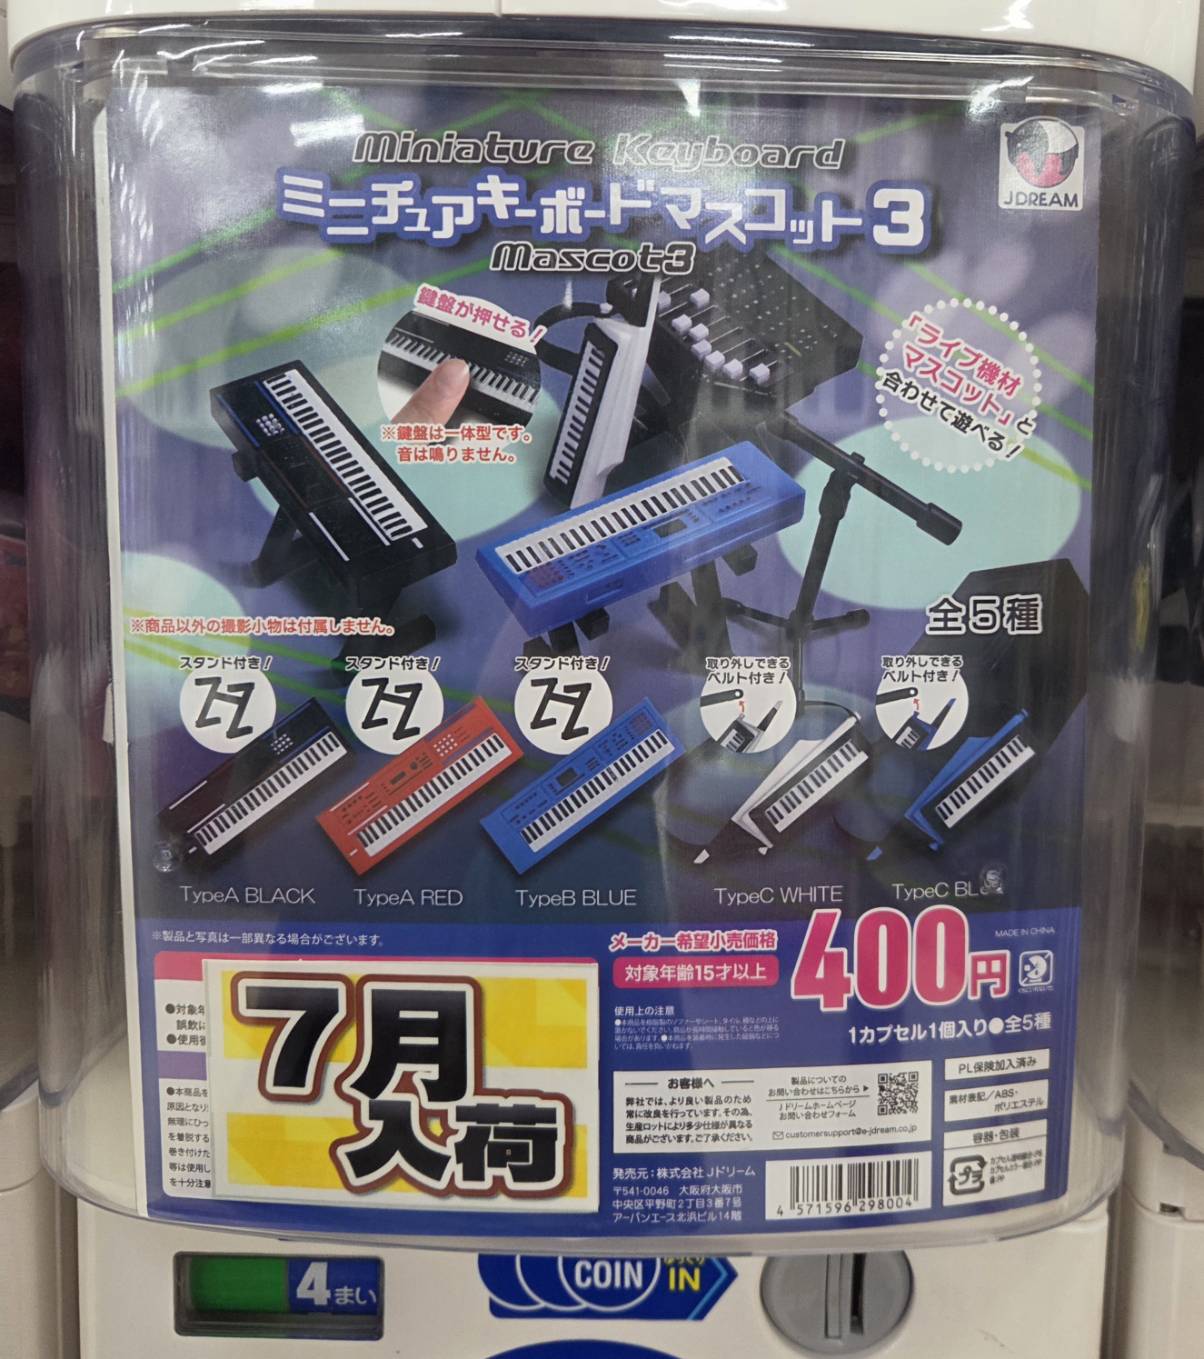 Miniature Keyboard
ミニチュアキーボードマスコット3
Mascot3
J DREAM
鍵盤が押せる!
※鍵盤は一体型です。
音は鳴りません。
「ライブ機材
マスコット」と
合わせて遊べる!
※商品以外の撮影小物は付属しません。
全5種
スタンド付き!
スタンド付き!
スタンド付き!
取り外しできる
ベルト付き!
取り外しできる
ベルト付き!
TypeA BLACK
TypeA RED
TypeB BLUE
TypeC WHITE
TypeC
※製品と写真は一部異なる場合がございます。
メーカー希望小売価格
対象年齢15才以上
400円
MADE IN CHINA
1カプセル1個入り●全5種
7月
入荷
使用上の注意
お客様へ
弊社では、より良い製品のため
常に改良を行っています。その為、
生産ロットにより多少仕様が異なる
商品がございます。ご了承ください。
製品についての
お問い合わせはこちらから▶
Jドリームホームページ
お問い合わせフォーム
customersupport@e-jdream.co.jp
PL保険加入済み
素材表記/ABS・
ポリエステル
容器・包装
プラ
発売元:株式会社 Jドリーム
〒541-0046 大阪府大阪市
中央区平野町2丁目3番7号
アーバンエース北浜ビル14階
4 571596 298004
4まい
COIN
IN